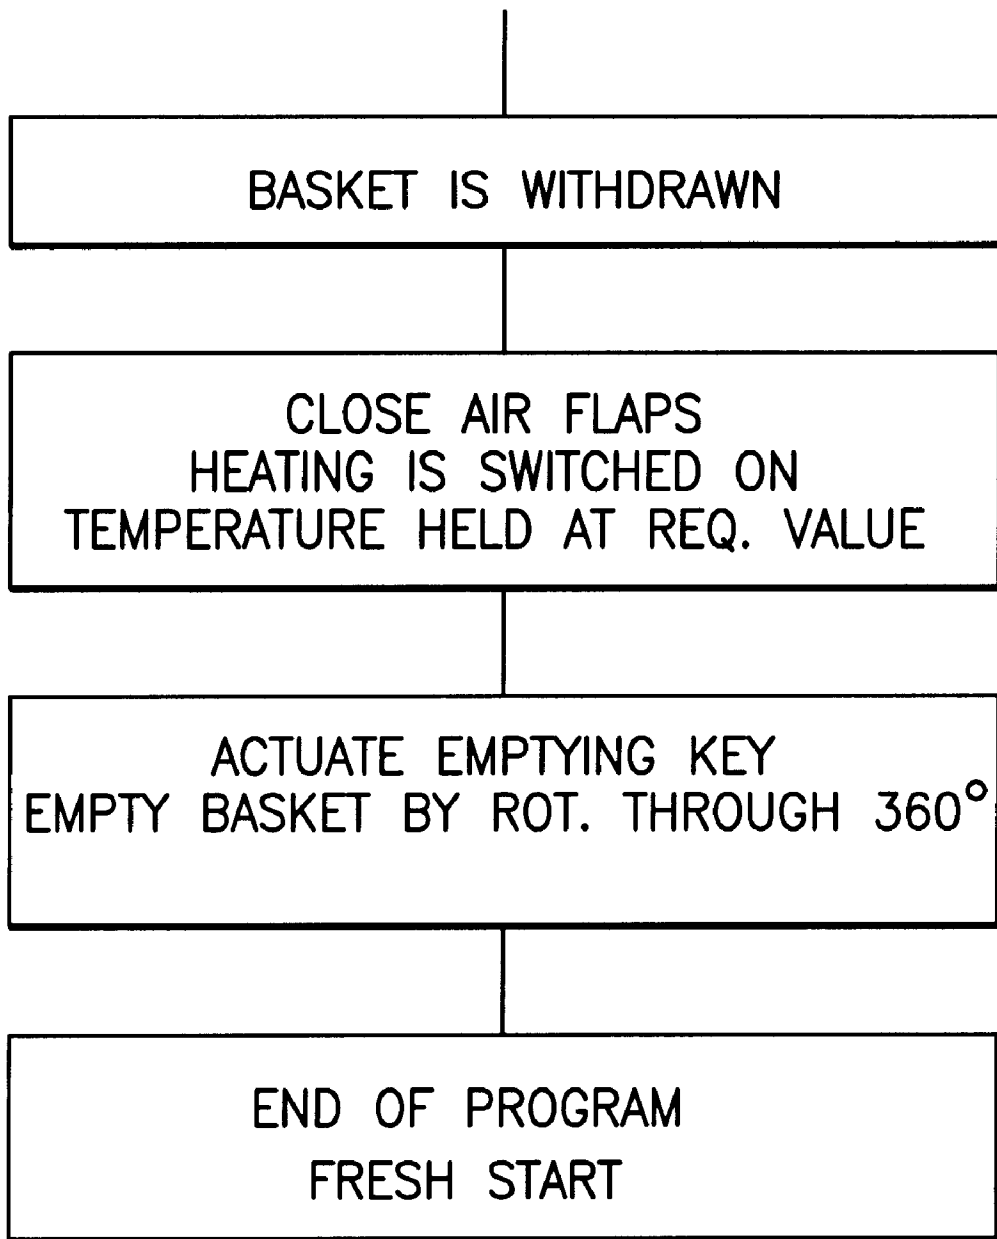 BASKET IS WITHDRAWN
CLOSE AIR FLAPS
HEATING IS SWITCHED ON
TEMPERATURE HELD AT REQ. VALUE
ACTUATE EMPTYING KEY
EMPTY BASKET BY ROT. THROUGH 360°
END OF PROGRAM
FRESH START